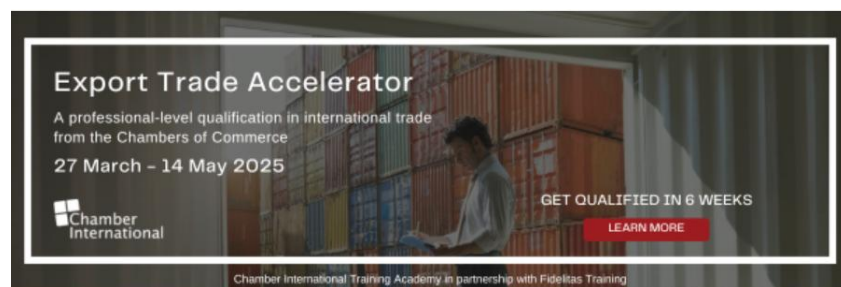 Export Trade Accelerator
A professional-level qualification in international trade
from the Chambers of Commerce
27 March – 14 May 2025
Chamber
International
GET QUALIFIED IN 6 WEEKS
LEARN MORE
Chamber International Training Academy in partnership with Fidelitas Training